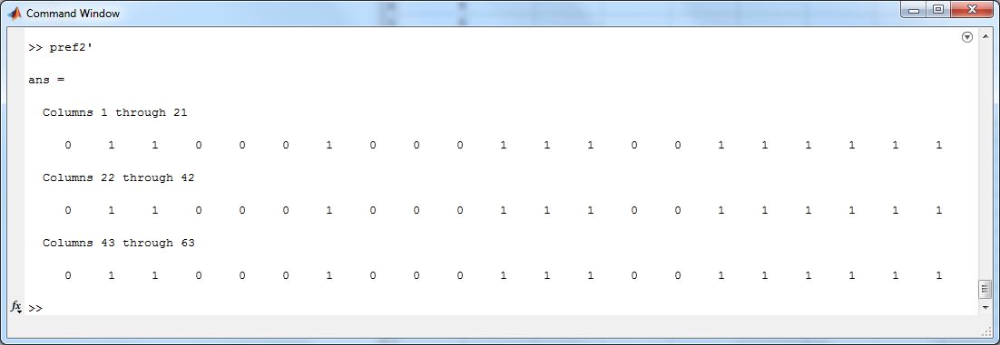 Command Window
>> pref2'
ans =
Columns 1 through 21
0 1 1 0 0 0 1 0 0 0 1 1 1 0 0 1 1 1 1 1 1
Columns 22 through 42
0 1 1 0 0 0 1 0 0 0 1 1 1 0 0 1 1 1 1 1 1
Columns 43 through 63
0 1 1 0 0 0 1 0 0 0 1 1 1 0 0 1 1 1 1 1 1
fx >>